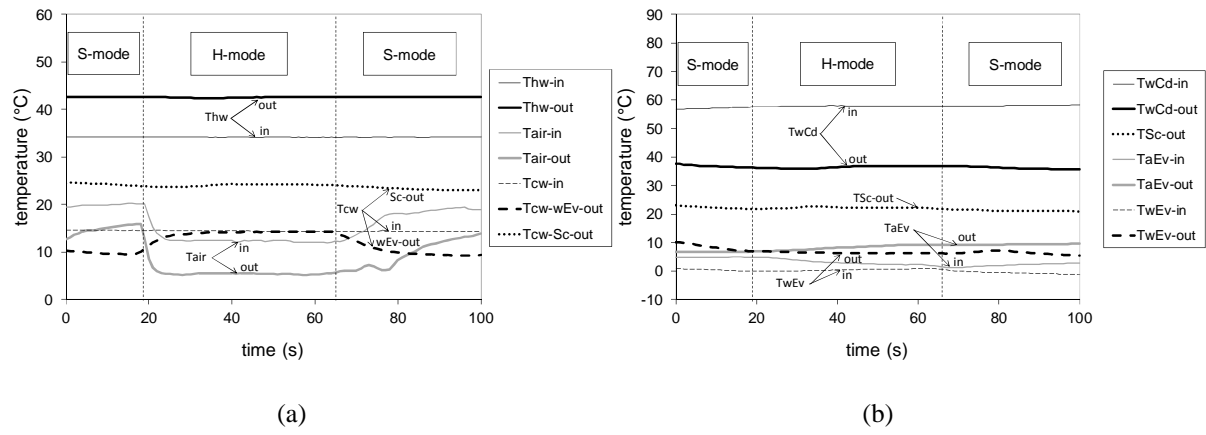 60
50
40
30
20
10
0
temperature (°C)
S-mode
H-mode
S-mode
Thw
out
in
Sc-out
Tcw
in
wEv-out
Tair
in
out
0
20
40
60
80
100
time (s)
Thw-in
Thw-out
Tair-in
Tair-out
Tcw-in
Tcw-wEv-out
Tcw-Sc-out
(a)
90
80
70
60
50
40
30
20
10
0
-10
temperature (°C)
S-mode
H-mode
S-mode
in
TwCd
out
TSc-out
TaEv
out
in
out
TwEv
in
0
20
40
60
80
100
time (s)
TwCd-in
TwCd-out
TSc-out
TaEv-in
TaEv-out
TwEv-in
TwEv-out
(b)